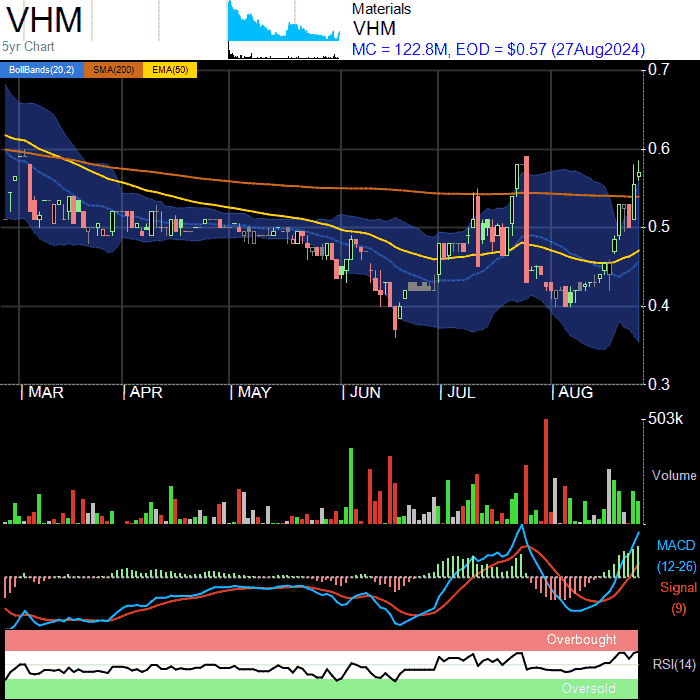 VHM
5yr Chart
Materials
VHM
MC = 122.8M, EOD = $0.57 (27Aug2024)
BollBands(20,2) SMA(200) EMA(50)
0.7
0.6
0.5
0.4
0.3
MAR APR MAY JUN JUL AUG
503k
Volume
MACD
(12-26)
Signal
(9)
Overbought
RSI(14)
Oversold